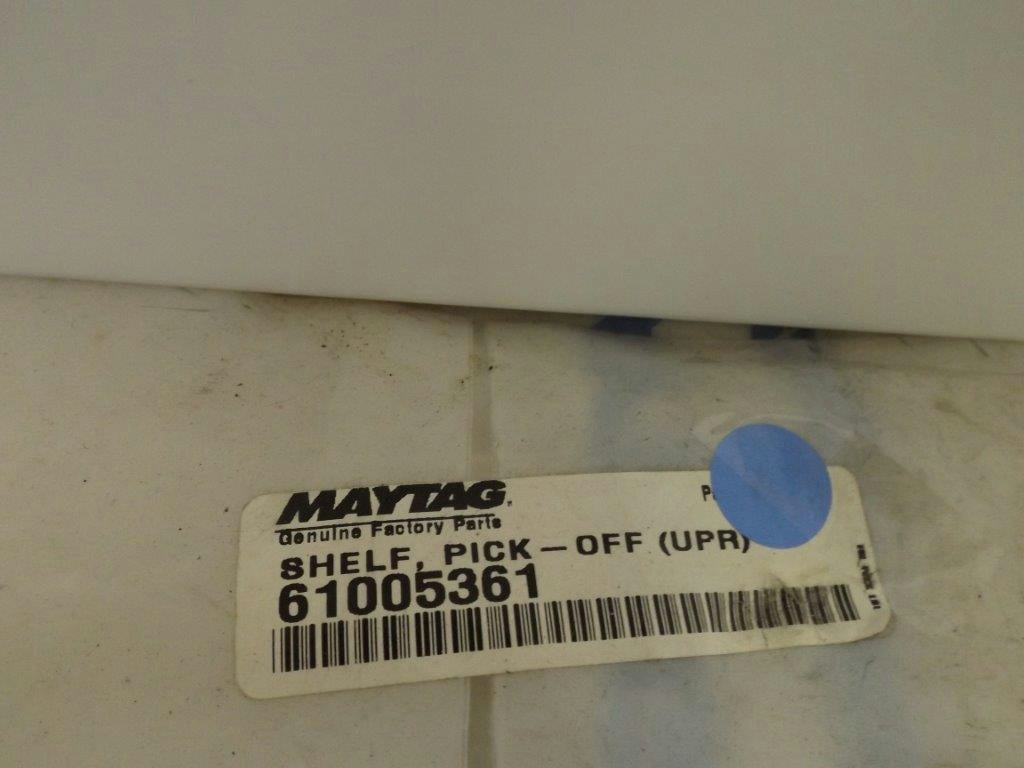 MAYTAG
Genuine Factory Parts
SHELF, PICK-OFF (UPR)
61005361